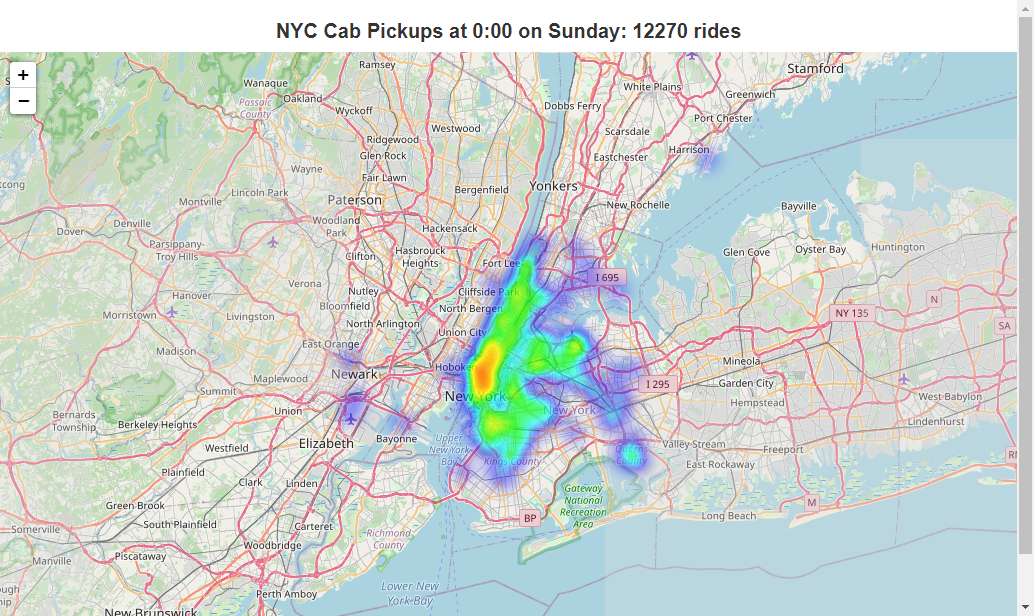 NYC Cab Pickups at 0:00 on Sunday: 12270 rides
+
−
Ramsey
Stamford
Wanaque
White Plains
Greenwich
Oakland
Passaic
County
Wyckoff
Dobbs Ferry
Port Chester
Westwood
Scarsdale
Ridgewood
Glen Rock
Harrison
Eastchester
Wayne
Fair Lawn
Yonkers
Bergenfield
Lincoln Park
Paterson
Montville
New Rochelle
Bayville
Denville
Dover
Woodland
Park
Hackensack
Parsippany-
Troy Hills
Hasbrouck
Heights
Clifton
Glen Cove
Oyster Bay
Huntington
Fort Lee
I 695
Verona
Nutley
Cliffside Park
Hanover
Bloomfield
North Bergen
N
NY 135
Morristown
Livingston
North Arlington
SA
Union City
East Orange
Madison
Mineola
Hoboken
Newark
Maplewood
I 295
Garden City
Summit
New York
West Babylon
Hempstead
Bernards
Township
Union
New York
Berkeley Heights
Lindenhurst
Elizabeth
Bayonne
Upper
New York
Bay
Valley Stream
Freeport
Westfield
Queens
County
Kings County
East Rockaway
Plainfield
Clark
Linden
Gateway
National
Recreation
Area
Green Brook
M
BP
Long Beach
South Plainfield
Carteret
Somerville
Richmond
County
Woodbridge
Piscataway
Manville
Lower New
York Bay
Perth Amboy
New Brunswick